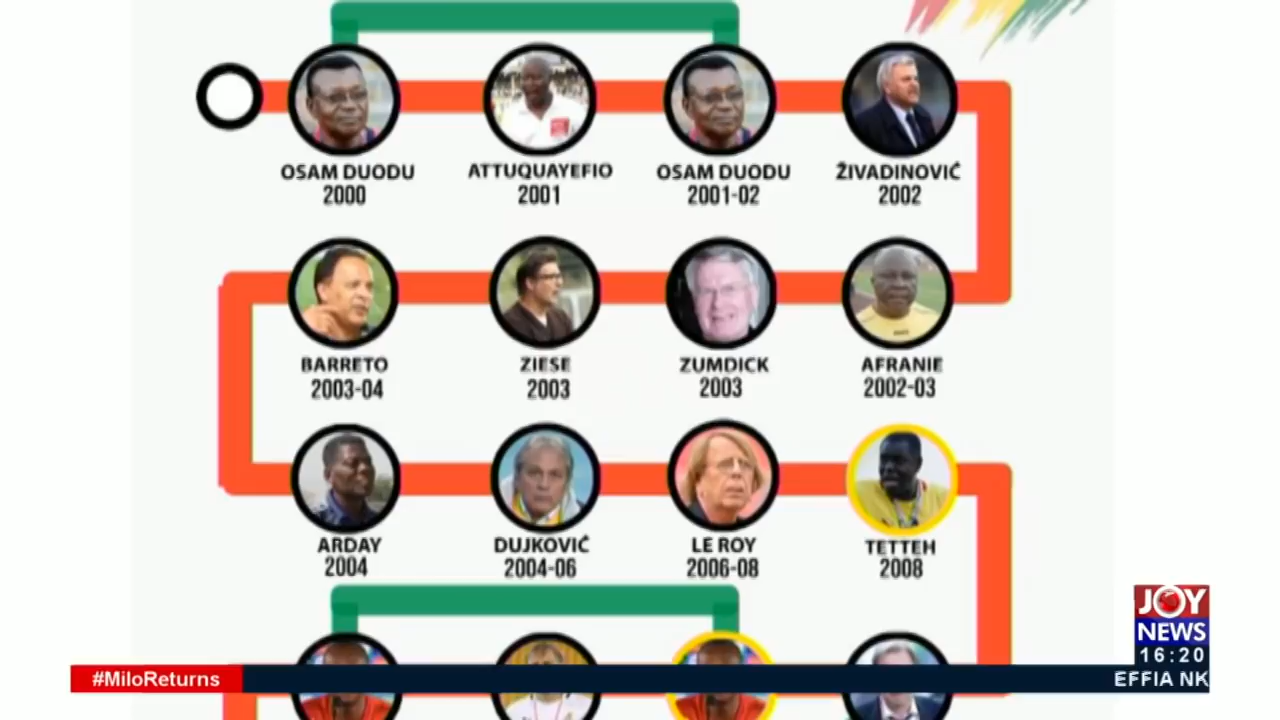 OSAM DUODU
2000
ATTUQUAYEFIO
2001
OSAM DUODU
2001-02
ŽIVADINOVIĆ
2002
BARRETO
2003-04
ZIESE
2003
ZUMDICK
2003
AFRANIE
2002-03
ARDAY
2004
DUJKOVIĆ
2004-06
LE ROY
2006-08
TETTEH
2008
JOY
NEWS
16:20
#MiloReturns
EFFIA NK